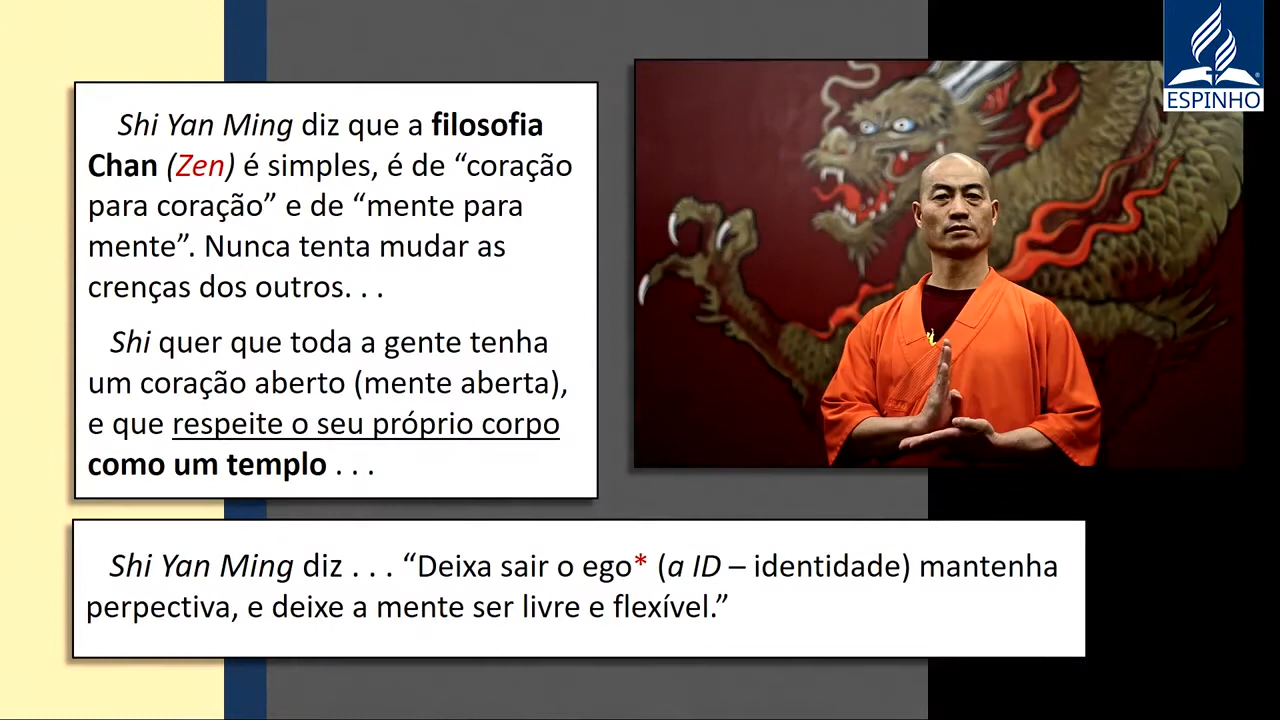 Shi Yan Ming diz que a filosofia
Chan (Zen) é simples, é de “coração
para coração” e de “mente para
mente”. Nunca tenta mudar as
crenças dos outros. . .
Shi quer que toda a gente tenha
um coração aberto (mente aberta),
e que respeite o seu próprio corpo
como um templo . . .
Shi Yan Ming diz . . . “Deixa sair o ego* (a ID – identidade) mantenha
perpectiva, e deixe a mente ser livre e flexível.”
ESPINHO